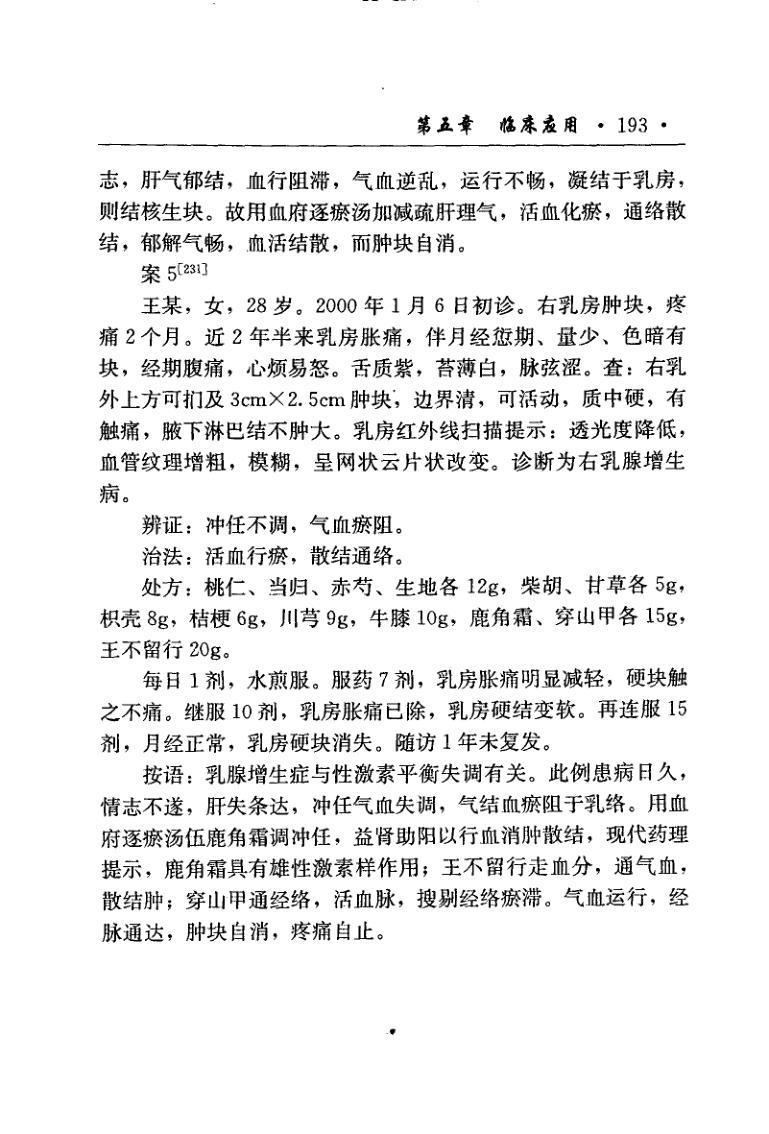 第五章 临床应用 · 193 ·
志，肝气郁结，血行阻滞，气血逆乱，运行不畅，凝结于乳房，
则结核生块。故用血府逐瘀汤加减疏肝理气，活血化瘀，通络散
结，郁解气畅，血活结散，而肿块自消。
案 5[231]
王某，女，28 岁。2000 年 1 月 6 日初诊。右乳房肿块，疼
痛 2 个月。近 2 年半来乳房胀痛，伴月经愆期、量少、色暗有
块，经期腹痛，心烦易怒。舌质紫，苔薄白，脉弦涩。查：右乳
外上方可扪及 3cm×2.5cm 肿块，边界清，可活动，质中硬，有
触痛，腋下淋巴结不肿大。乳房红外线扫描提示：透光度降低，
血管纹理增粗，模糊，呈网状云片状改变。诊断为右乳腺增生
病。
辨证：冲任不调，气血瘀阻。
治法：活血行瘀，散结通络。
处方：桃仁、当归、赤芍、生地各 12g，柴胡、甘草各 5g，
枳壳 8g，桔梗 6g，川芎 9g，牛膝 10g，鹿角霜、穿山甲各 15g，
王不留行 20g。
每日 1 剂，水煎服。服药 7 剂，乳房胀痛明显减轻，硬块触
之不痛。继服 10 剂，乳房胀痛已除，乳房硬结变软。再连服 15
剂，月经正常，乳房硬块消失。随访 1 年未复发。
按语：乳腺增生症与性激素平衡失调有关。此例患病日久，
情志不遂，肝失条达，冲任气血失调，气结血瘀阻于乳络。用血
府逐瘀汤伍鹿角霜调冲任，益肾助阳以行血消肿散结，现代药理
提示，鹿角霜具有雄性激素样作用；王不留行走血分，通气血，
散结肿；穿山甲通经络，活血脉，搜剔经络瘀滞。气血运行，经
脉通达，肿块自消，疼痛自止。